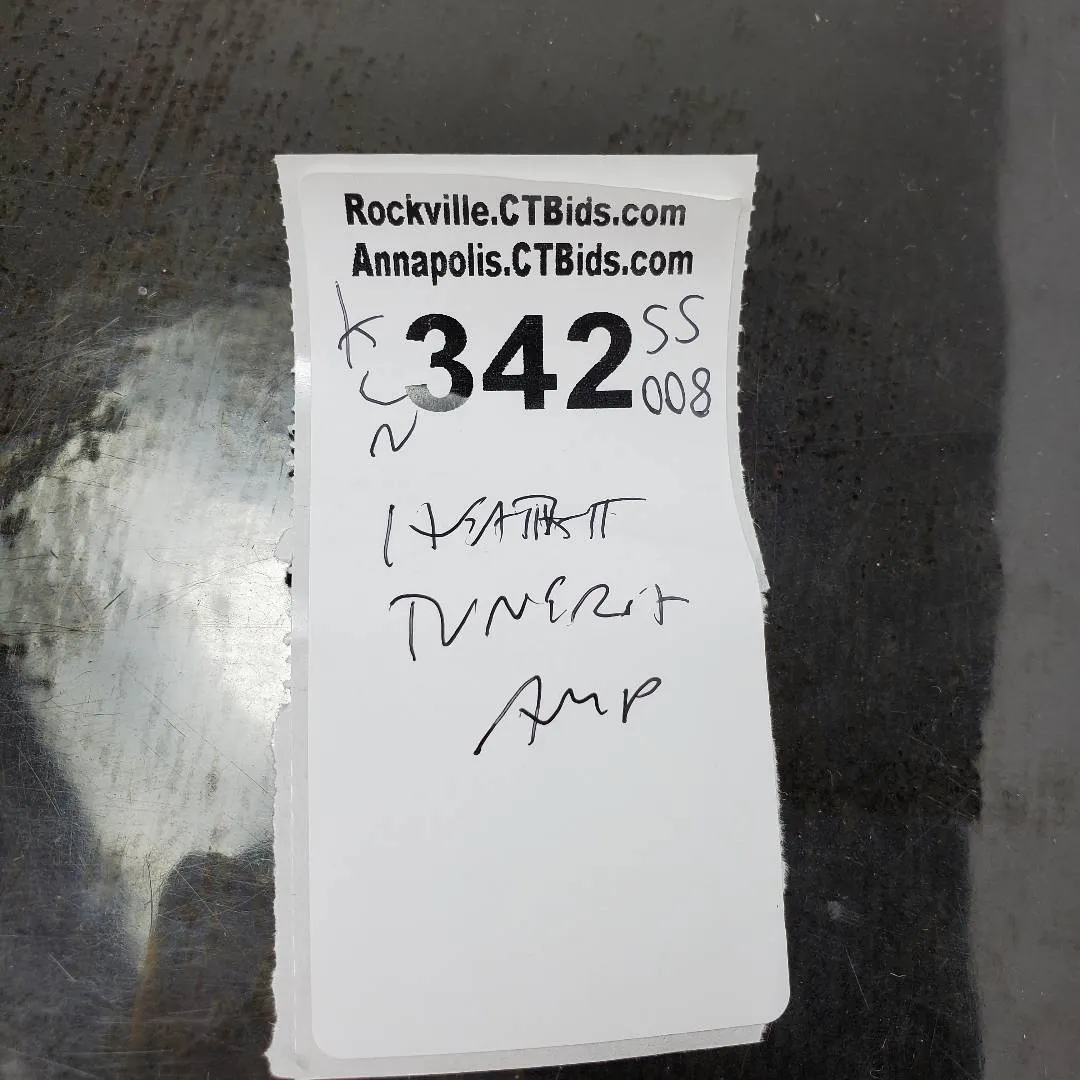 Rockville.CTBids.com
Annapolis.CTBids.com
342 SS
008
TUNER +
AMP